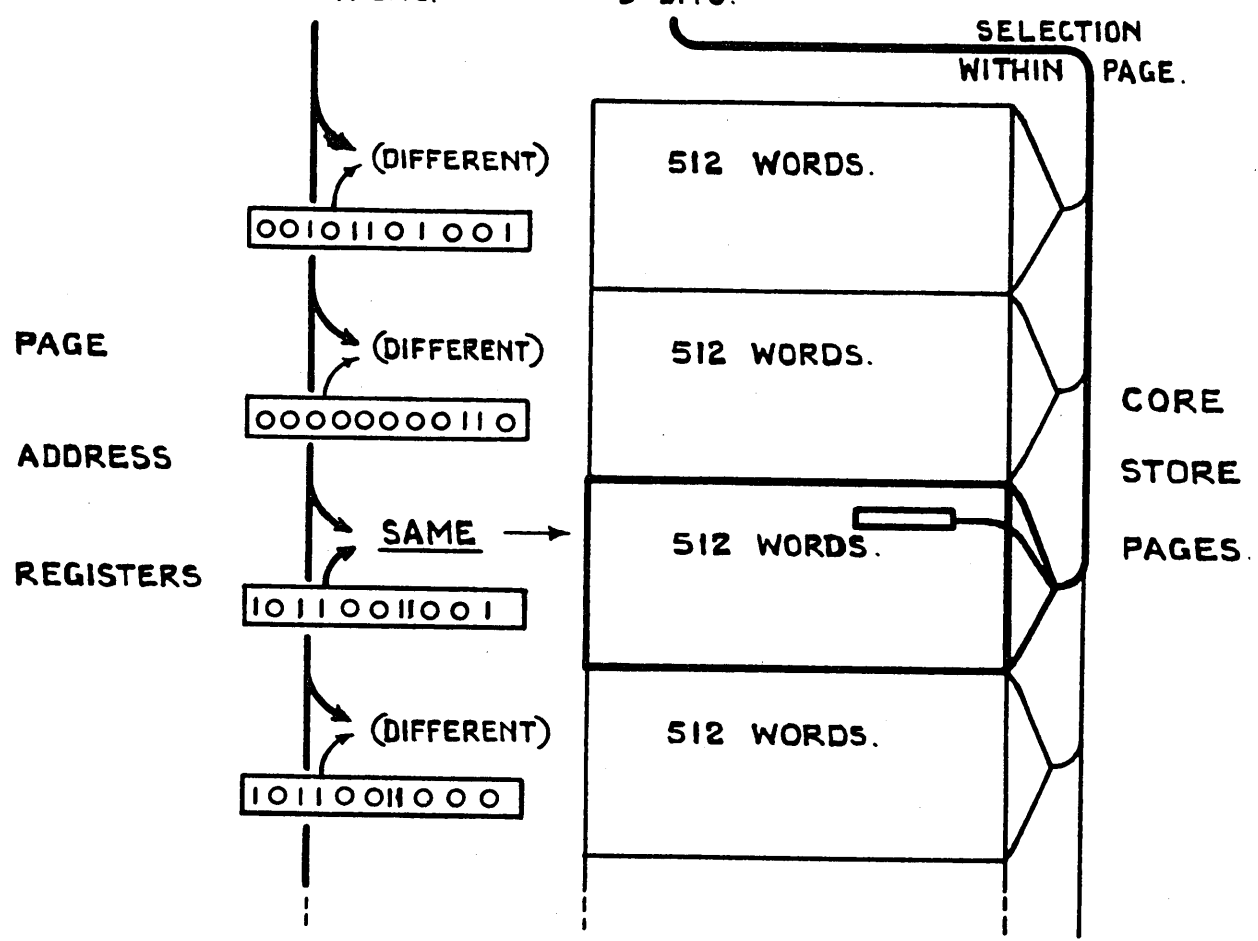 SELECTION
WITHIN PAGE.
(DIFFERENT)
512 WORDS.
00101101001
PAGE
(DIFFERENT)
512 WORDS.
00000000110
CORE
ADDRESS
STORE
SAME
512 WORDS.
PAGES.
REGISTERS
10110011001
(DIFFERENT)
512 WORDS.
10110011000